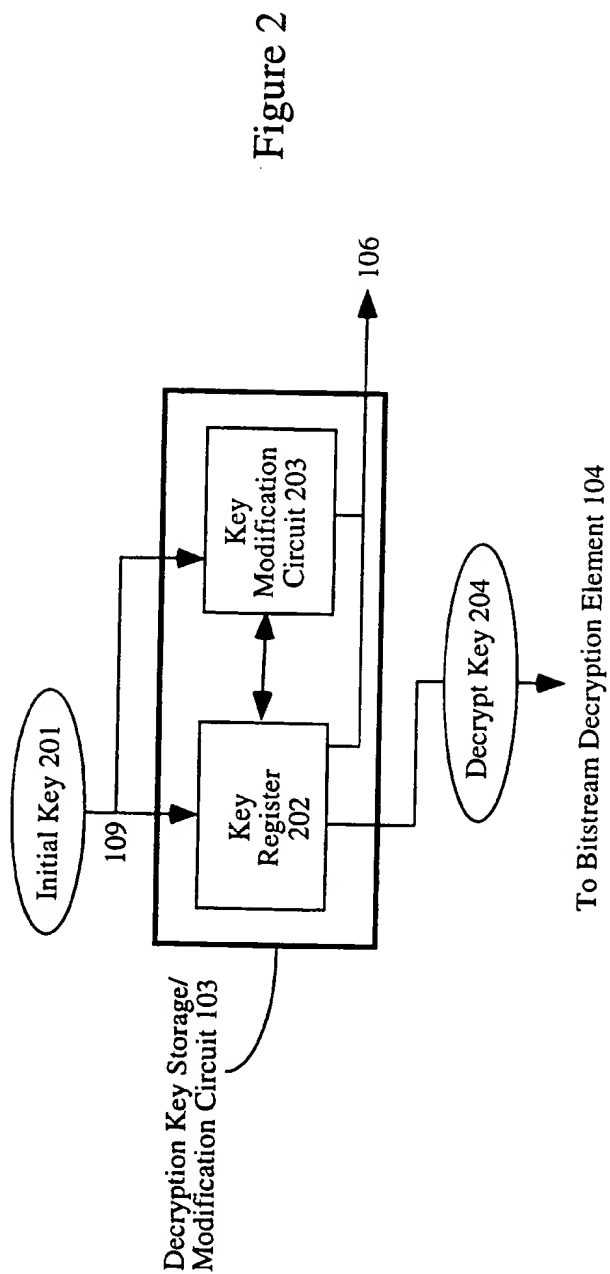 Figure 2
Initial Key 201
109
Decryption Key Storage/
Modification Circuit 103
Key
Register
202
Key
Modification
Circuit 203
106
Decrypt Key 204
To Bitstream Decryption Element 104